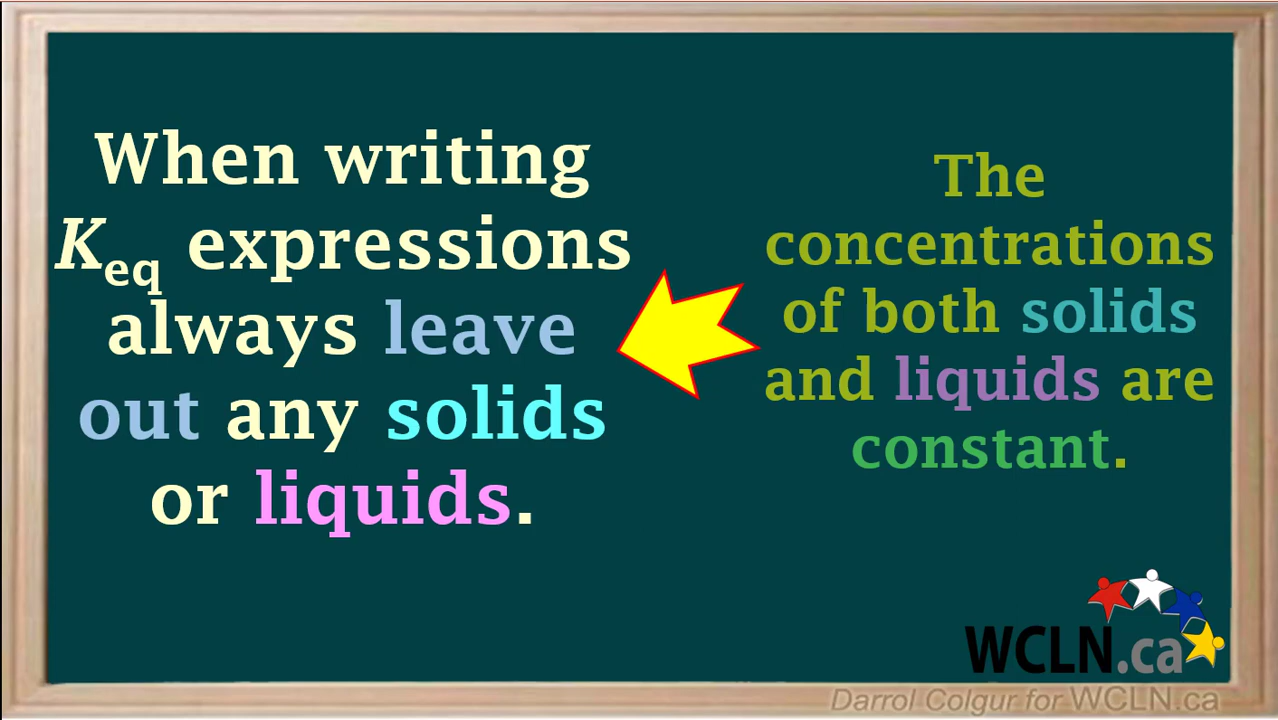 When writing
Keq expressions
always leave
out any solids
or liquids.
The
concentrations
of both solids
and liquids are
constant.
WCLN.ca
Darrol Colgur for WCLN.ca